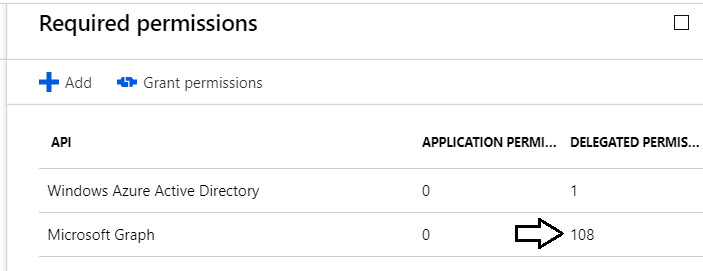 Required permissions
Add Grant permissions
API APPLICATION PERMI... DELEGATED PERMIS...
Windows Azure Active Directory 0 1
Microsoft Graph 0 108